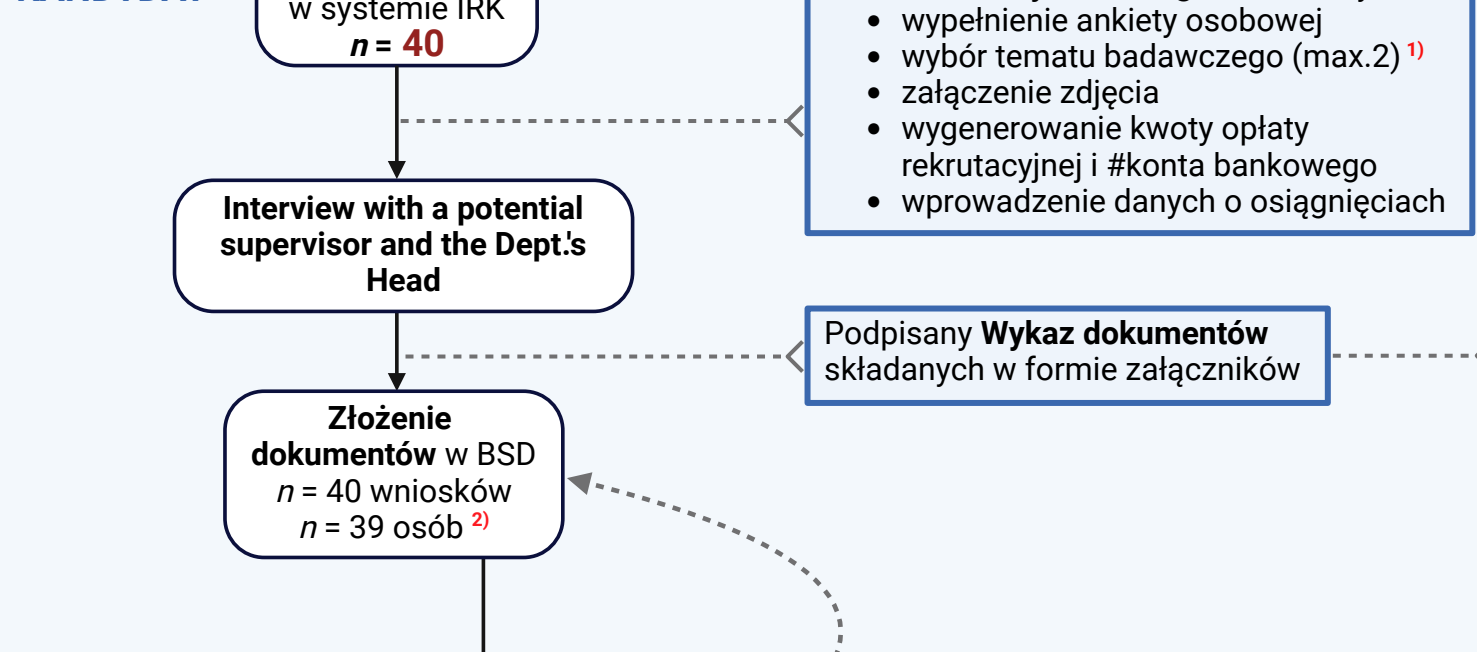 w systemie IRK
n = 40
wypełnienie ankiety osobowej
wybór tematu badawczego (max.2) 1)
załączenie zdjęcia
wygenerowanie kwoty opłaty
rekrutacyjnej i #konta bankowego
wprowadzenie danych o osiągnięciach
Interview with a potential
supervisor and the Dept.'s
Head
Podpisany Wykaz dokumentów
składanych w formie załączników
Złożenie
dokumentów w BSD
n = 40 wniosków
n = 39 osób 2)